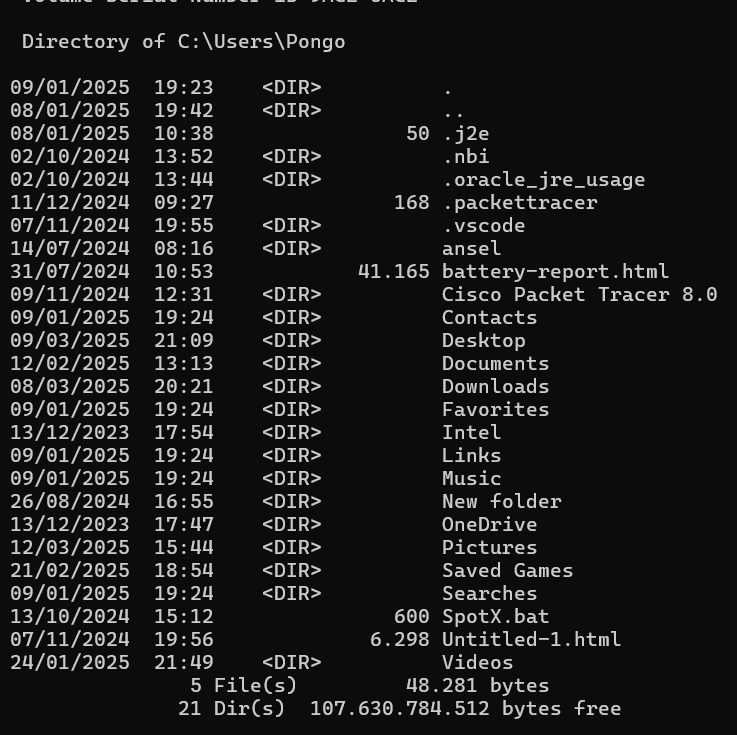 Directory of C:\Users\Pongo
09/01/2025  19:23    <DIR>          .
08/01/2025  19:42    <DIR>          ..
08/01/2025  10:38                50 .j2e
02/10/2024  13:52    <DIR>          .nbi
02/10/2024  13:44    <DIR>          .oracle_jre_usage
11/12/2024  09:27               168 .packettracer
07/11/2024  19:55    <DIR>          .vscode
14/07/2024  08:16    <DIR>          ansel
31/07/2024  10:53            41.165 battery-report.html
09/11/2024  12:31    <DIR>          Cisco Packet Tracer 8.0
09/01/2025  19:24    <DIR>          Contacts
09/03/2025  21:09    <DIR>          Desktop
12/02/2025  13:13    <DIR>          Documents
08/03/2025  20:21    <DIR>          Downloads
09/01/2025  19:24    <DIR>          Favorites
13/12/2023  17:54    <DIR>          Intel
09/01/2025  19:24    <DIR>          Links
09/01/2025  19:24    <DIR>          Music
26/08/2024  16:55    <DIR>          New folder
13/12/2023  17:47    <DIR>          OneDrive
12/03/2025  15:44    <DIR>          Pictures
21/02/2025  18:54    <DIR>          Saved Games
09/01/2025  19:24    <DIR>          Searches
13/10/2024  15:12               600 SpotX.bat
07/11/2024  19:56             6.298 Untitled-1.html
24/01/2025  21:49    <DIR>          Videos
5 File(s)         48.281 bytes
21 Dir(s)  107.630.784.512 bytes free